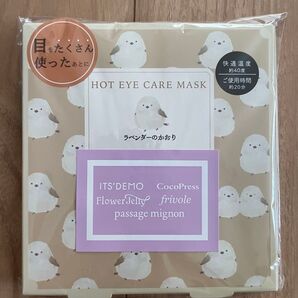 目をたくさん
使ったあとに
HOT EYE CARE MASK
快適温度
約40度
ご使用時間
約20分
ラベンダーのかおり
ITS'DEMO CocoPress
FlowerJelly frivole
passage mignon